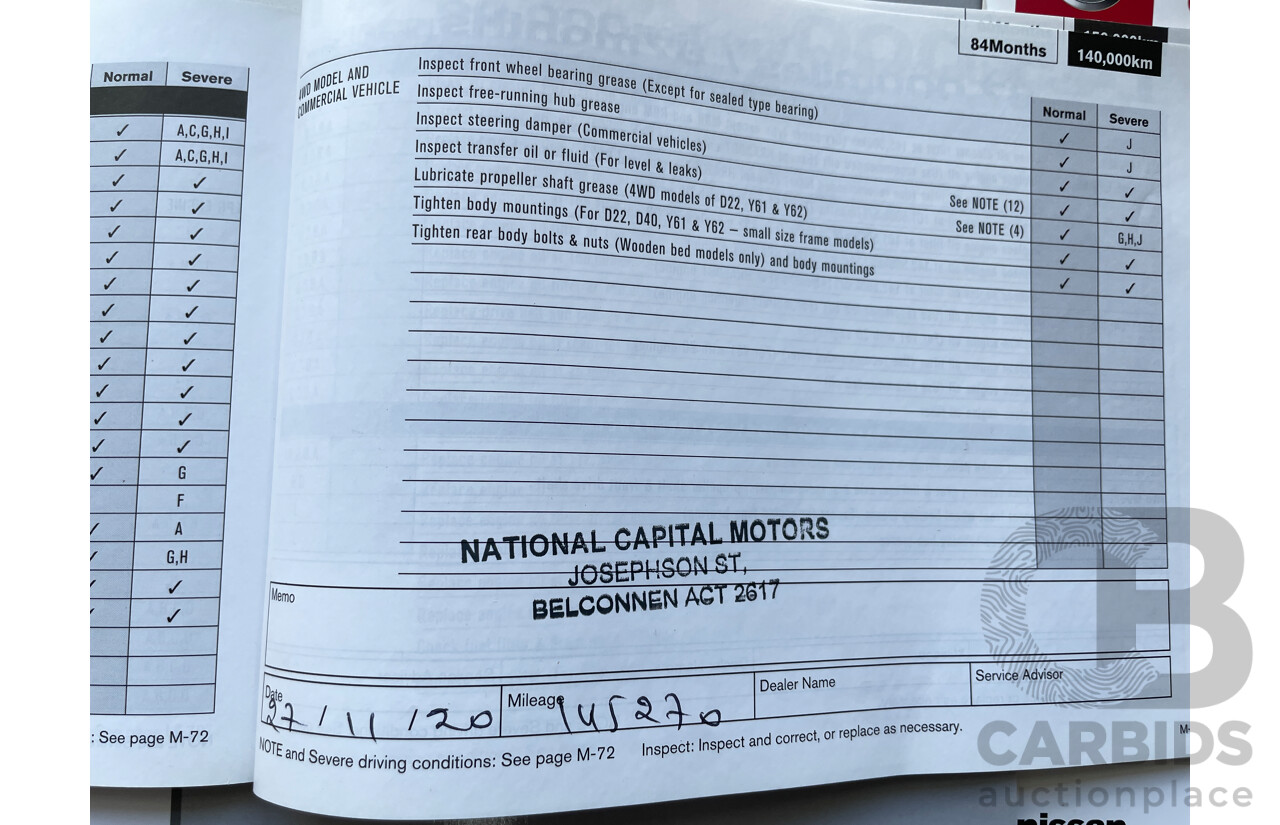 Normal Severe
✓ A,C,G,H,I
✓ A,C,G,H,I
✓ ✓
✓ ✓
✓ ✓
✓ ✓
✓ ✓
✓ ✓
✓ ✓
✓ ✓
✓ ✓
✓ ✓
✓ ✓
✓ G
F
✓ A
✓ G,H
✓ ✓
✓ ✓
: See page M-72
84Months 140,000km
4WD MODEL AND
COMMERCIAL VEHICLE
Normal Severe
Inspect front wheel bearing grease (Except for sealed type bearing) ✓ J
Inspect free-running hub grease ✓ J
Inspect steering damper (Commercial vehicles) ✓ ✓
Inspect transfer oil or fluid (For level & leaks) See NOTE (12) ✓ ✓
Lubricate propeller shaft grease (4WD models of D22, Y61 & Y62) See NOTE (4) ✓ G,H,J
Tighten body mountings (For D22, D40, Y61 & Y62 – small size frame models) ✓ ✓
Tighten rear body bolts & nuts (Wooden bed models only) and body mountings ✓ ✓
NATIONAL CAPITAL MOTORS
JOSEPHSON ST,
BELCONNEN ACT 2617
Memo
Date 27/11/20 Mileage 145270 Dealer Name Service Advisor
NOTE and Severe driving conditions: See page M-72 Inspect: Inspect and correct, or replace as necessary.
CB
CARBIDS
auctionplace
nissan